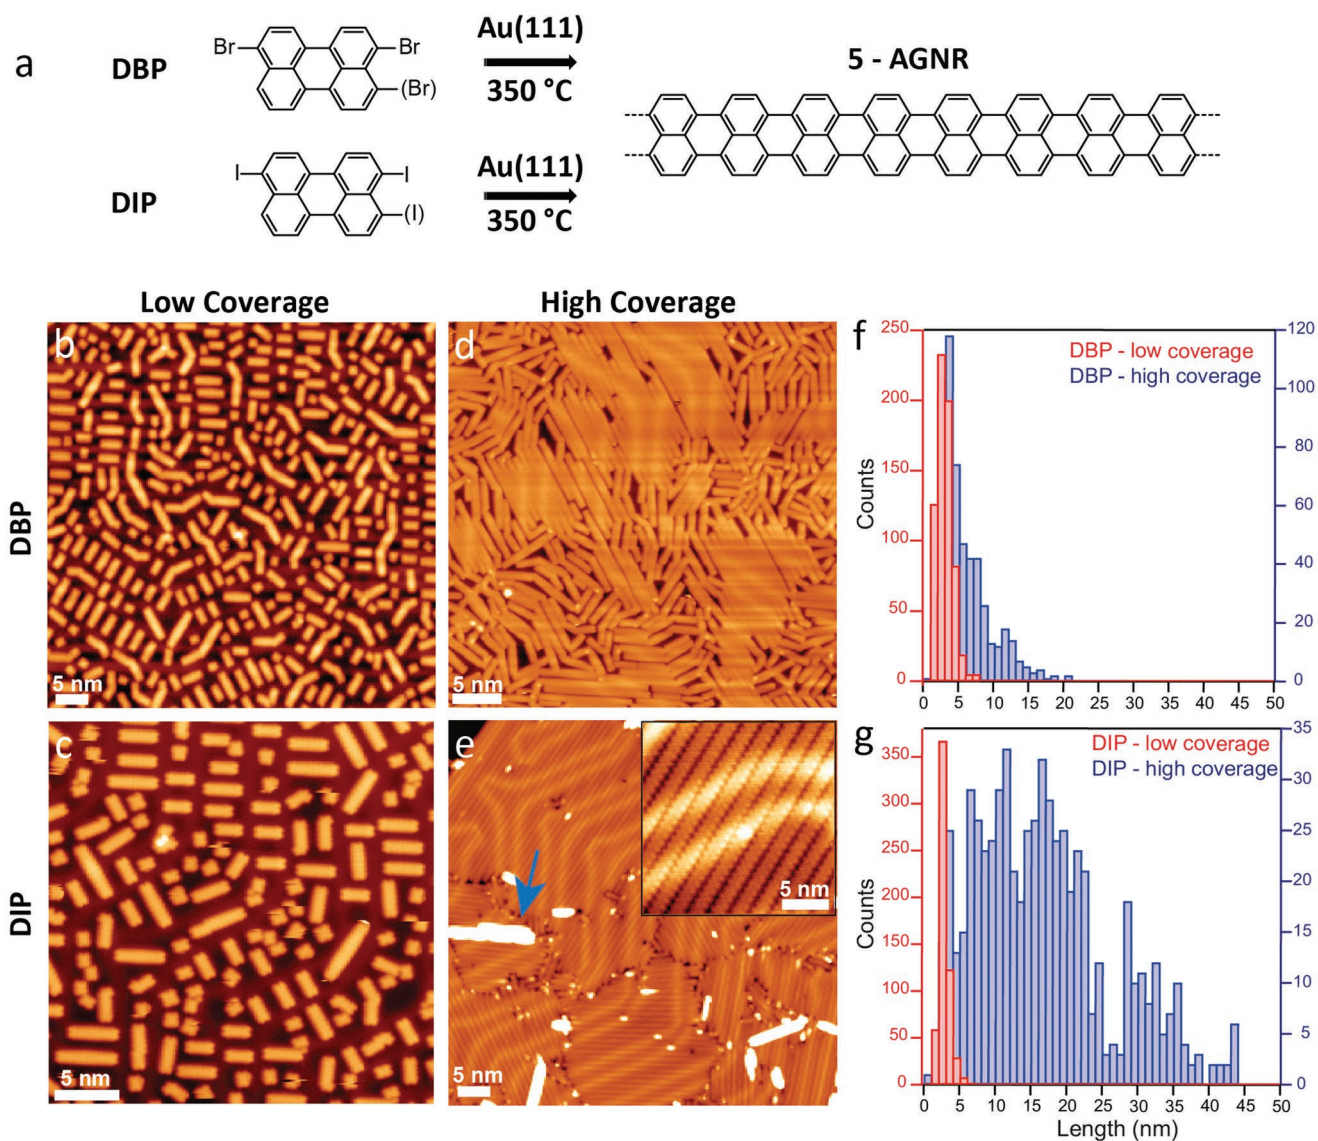 a
DBP
Br
Br
(Br)
Au(111)
350 °C
5 - AGNR
DIP
I
I
(I)
Au(111)
350 °C
Low Coverage
High Coverage
DBP
b
5 nm
d
5 nm
f
DBP - low coverage
DBP - high coverage
Counts
250
200
150
100
50
0
120
100
80
60
40
20
0
0 5 10 15 20 25 30 35 40 45 50
DIP
c
5 nm
e
5 nm
5 nm
g
DIP - low coverage
DIP - high coverage
Counts
350
300
250
200
150
100
50
0
35
30
25
20
15
10
5
0
0 5 10 15 20 25 30 35 40 45 50
Length (nm)